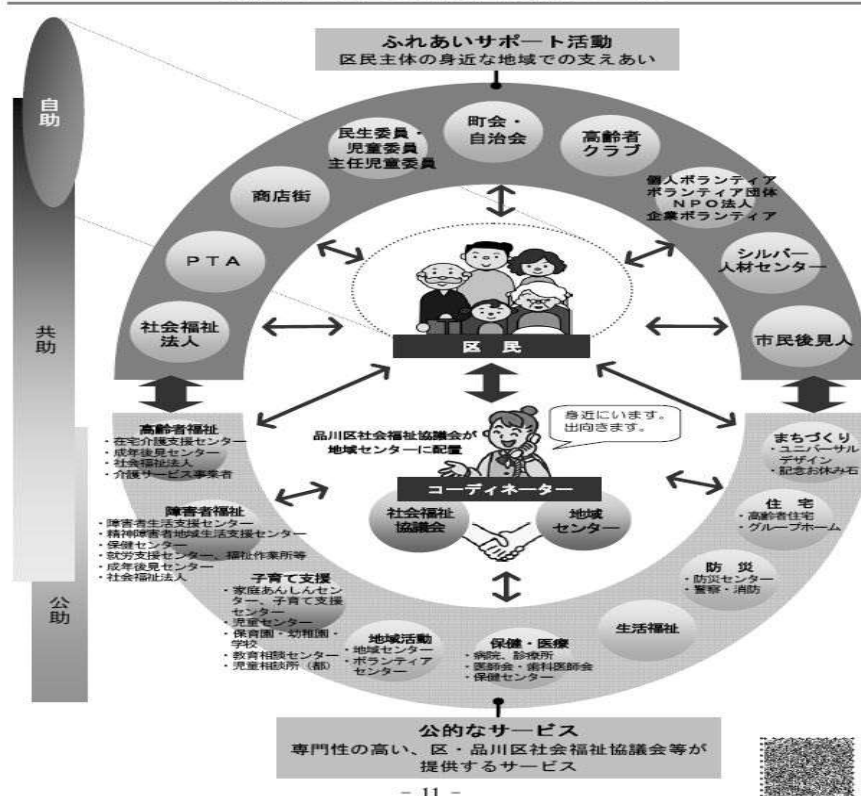 ふれあいサポート活動
区民主体の身近な地域での支えあい
自助
共助
公助
町会・
自治会
民生委員・
児童委員
主任児童委員
高齢者
クラブ
商店街
個人ボランティア
ボランティア団体
NPO法人
企業ボランティア
PTA
シルバー
人材センター
社会福祉
法人
市民後見人
区民
品川区社会福祉協議会が
地域センターに配置
身近にいます。
出向きます。
コーディネーター
社会福祉
協議会
地域
センター
高齢者福祉
・在宅介護支援センター
・成年後見センター
・社会福祉法人
・介護サービス事業者
障害者福祉
・障害者生活支援センター
・精神障害者地域生活支援センター
・保健センター
・就労支援センター、福祉作業所等
・成年後見センター
・社会福祉法人
子育て支援
・家庭あんしんセン
ター、子育て支援
センター
・児童センター
・保育園・幼稚園・
学校
・教育相談センター
・児童相談所（都）
地域活動
・地域センター
・ボランティア
センター
保健・医療
・病院、診療所
・医師会・歯科医師会
・保健センター
生活福祉
防災
・防災センター
・警察・消防
住宅
・高齢者住宅
・グループホーム
まちづくり
・ユニバーサル
デザイン
・記念お休み石
公的なサービス
専門性の高い、区・品川区社会福祉協議会等が
提供するサービス
- 11 -